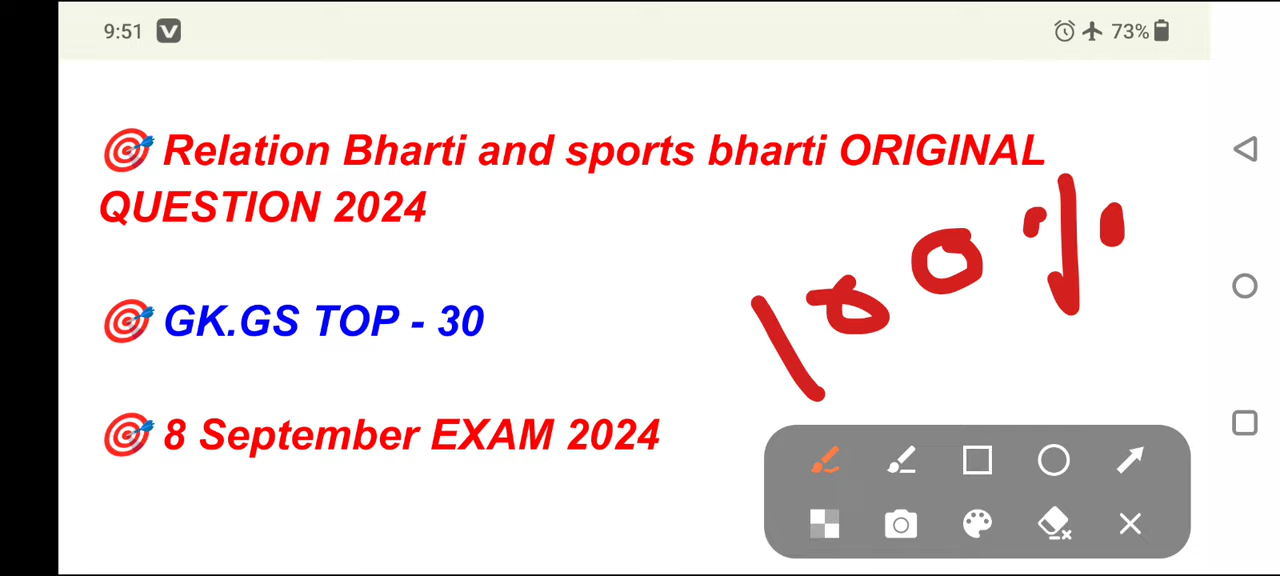 9:51
73%
Relation Bharti and sports bharti ORIGINAL
QUESTION 2024
100%
GK.GS TOP - 30
8 September EXAM 2024